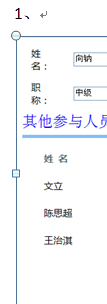 1、
姓
名： 向钠
职
称： 中级
其他参与人员
姓 名
文立
陈思超
王治淇